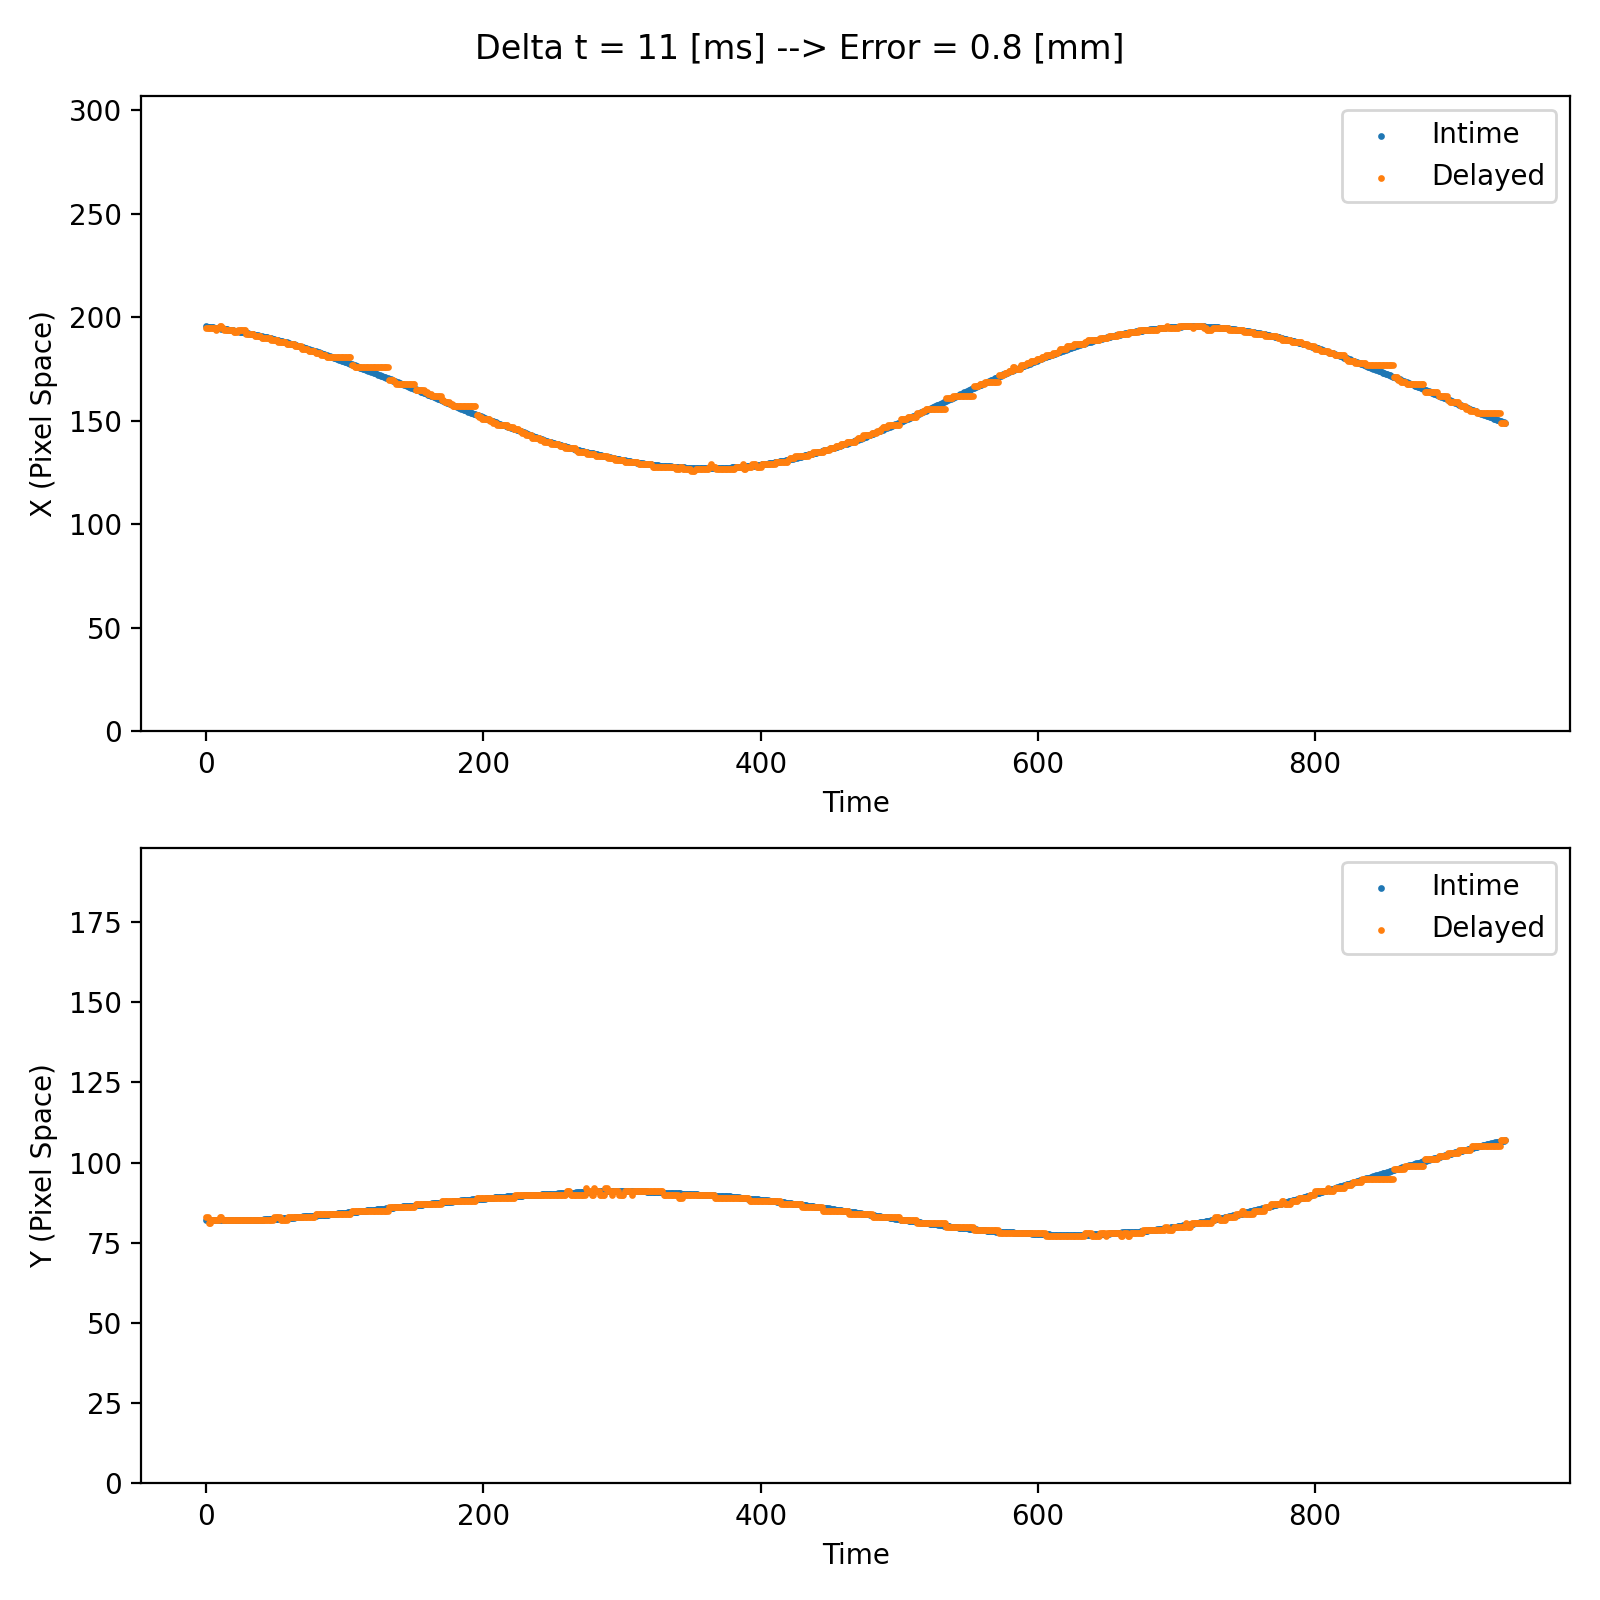 Delta t = 11 [ms] --> Error = 0.8 [mm]
300
250
200
150
100
50
0
X (Pixel Space)
Intime
Delayed
0 200 400 600 800
Time
175
150
125
100
75
50
25
0
Y (Pixel Space)
Intime
Delayed
0 200 400 600 800
Time